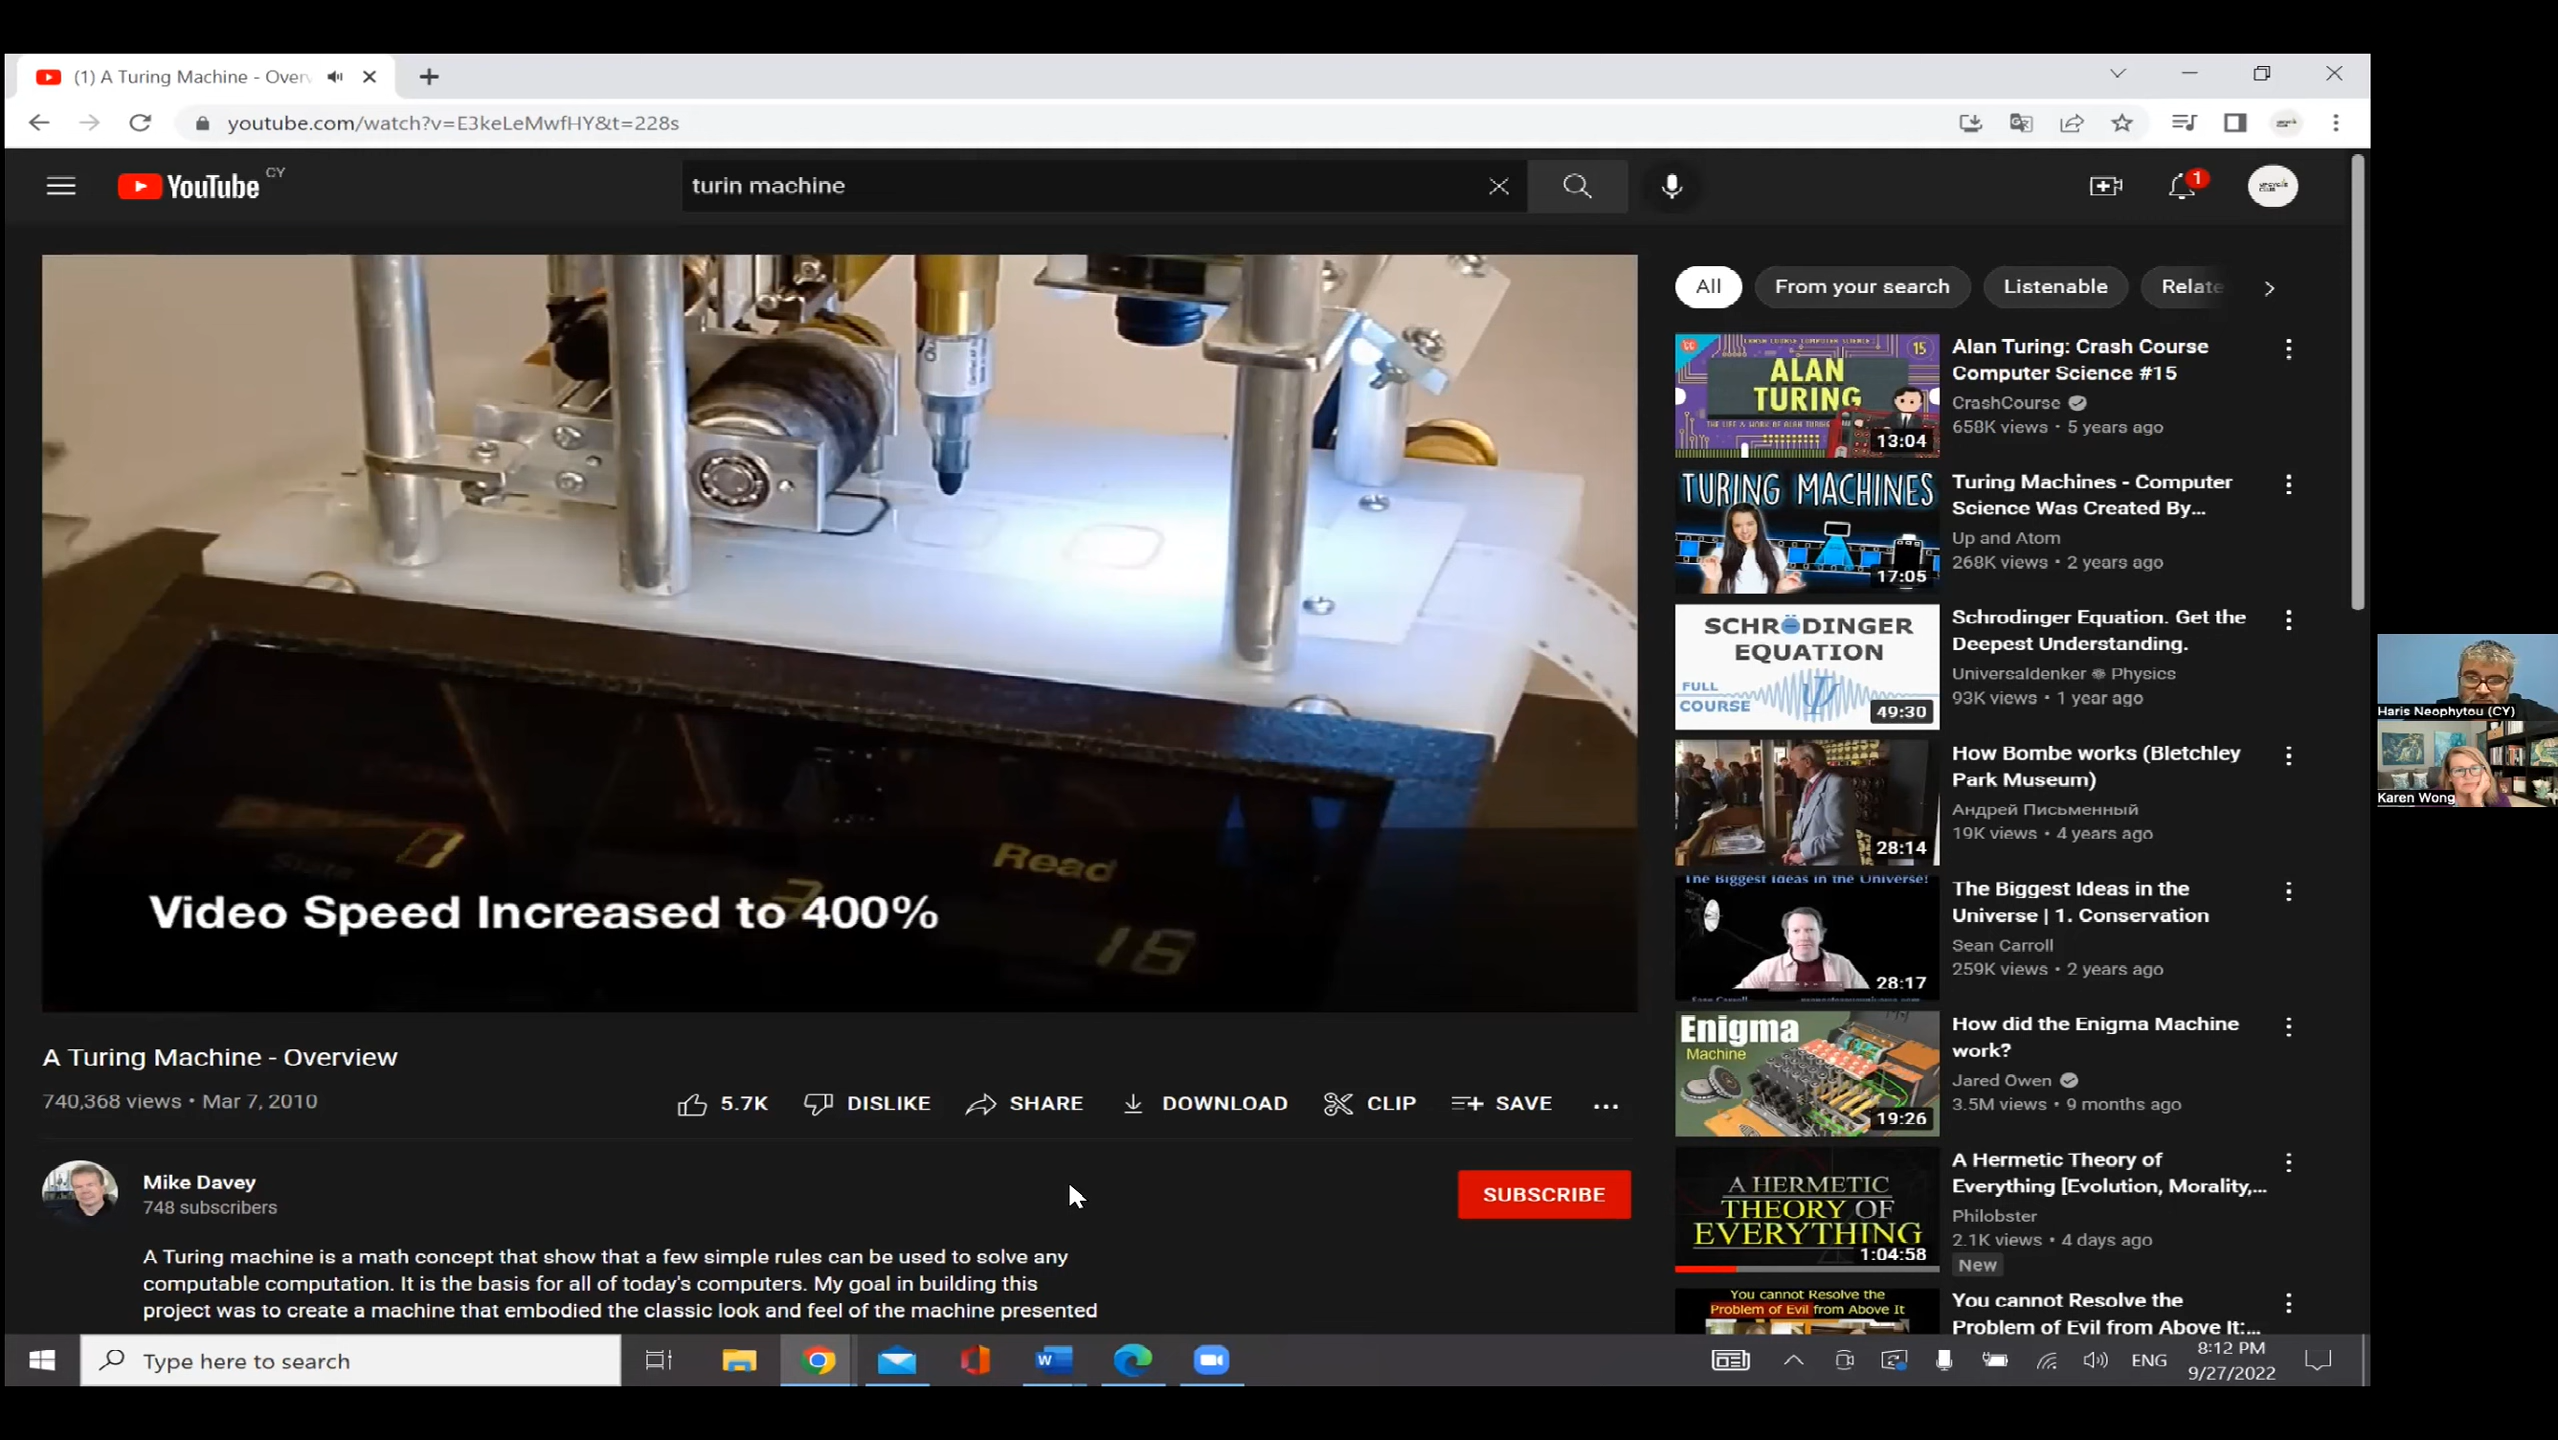 (1) A Turing Machine - Over
youtube.com/watch?v=E3keLeMwfHY&t=228s
YouTube CY
turin machine
1
All
From your search
Listenable
Relate
Video Speed Increased to 400%
State
0
3
Read
18
A Turing Machine - Overview
740,368 views • Mar 7, 2010
5.7K
DISLIKE
SHARE
DOWNLOAD
CLIP
SAVE
Mike Davey
748 subscribers
SUBSCRIBE
A Turing machine is a math concept that show that a few simple rules can be used to solve any
computable computation. It is the basis for all of today's computers. My goal in building this
project was to create a machine that embodied the classic look and feel of the machine presented
15
ALAN
TURING
13:04
Alan Turing: Crash Course
Computer Science #15
CrashCourse
658K views • 5 years ago
TURING MACHINES
17:05
Turing Machines - Computer
Science Was Created By...
Up and Atom
268K views • 2 years ago
SCHRÖDINGER
EQUATION
FULL
COURSE
49:30
Schrodinger Equation. Get the
Deepest Understanding.
Universaldenker ⚛ Physics
93K views • 1 year ago
28:14
How Bombe works (Bletchley
Park Museum)
Андрей Письменный
19K views • 4 years ago
The Biggest Ideas in the Universe!
28:17
The Biggest Ideas in the
Universe | 1. Conservation
Sean Carroll
259K views • 2 years ago
Enigma
Machine
19:26
How did the Enigma Machine
work?
Jared Owen
3.5M views • 9 months ago
A HERMETIC
THEORY OF
EVERYTHING
1:04:58
A Hermetic Theory of
Everything [Evolution, Morality,...
Philobster
2.1K views • 4 days ago
New
You cannot Resolve the
Problem of Evil from Above It
You cannot Resolve the
Problem of Evil from Above It:...
Haris Neophytou (CY)
Karen Wong
Type here to search
ENG
8:12 PM
9/27/2022